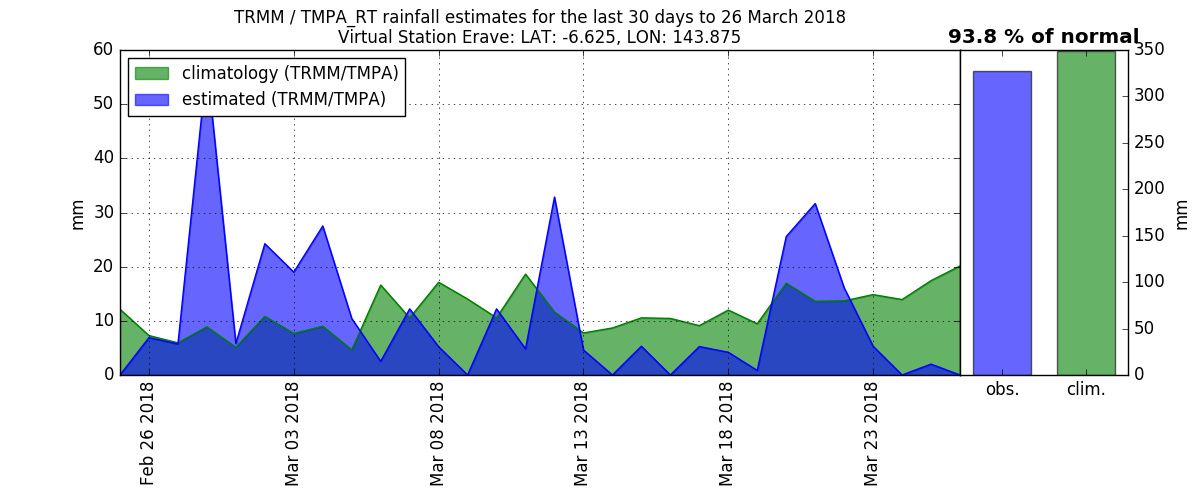 TRMM / TMPA_RT rainfall estimates for the last 30 days to 26 March 2018
Virtual Station Erave: LAT: -6.625, LON: 143.875
93.8 % of normal
climatology (TRMM/TMPA)
estimated (TRMM/TMPA)
60
50
40
30
20
10
0
mm
Feb 26 2018
Mar 03 2018
Mar 08 2018
Mar 13 2018
Mar 18 2018
Mar 23 2018
obs.
clim.
350
300
250
200
150
100
50
0
mm